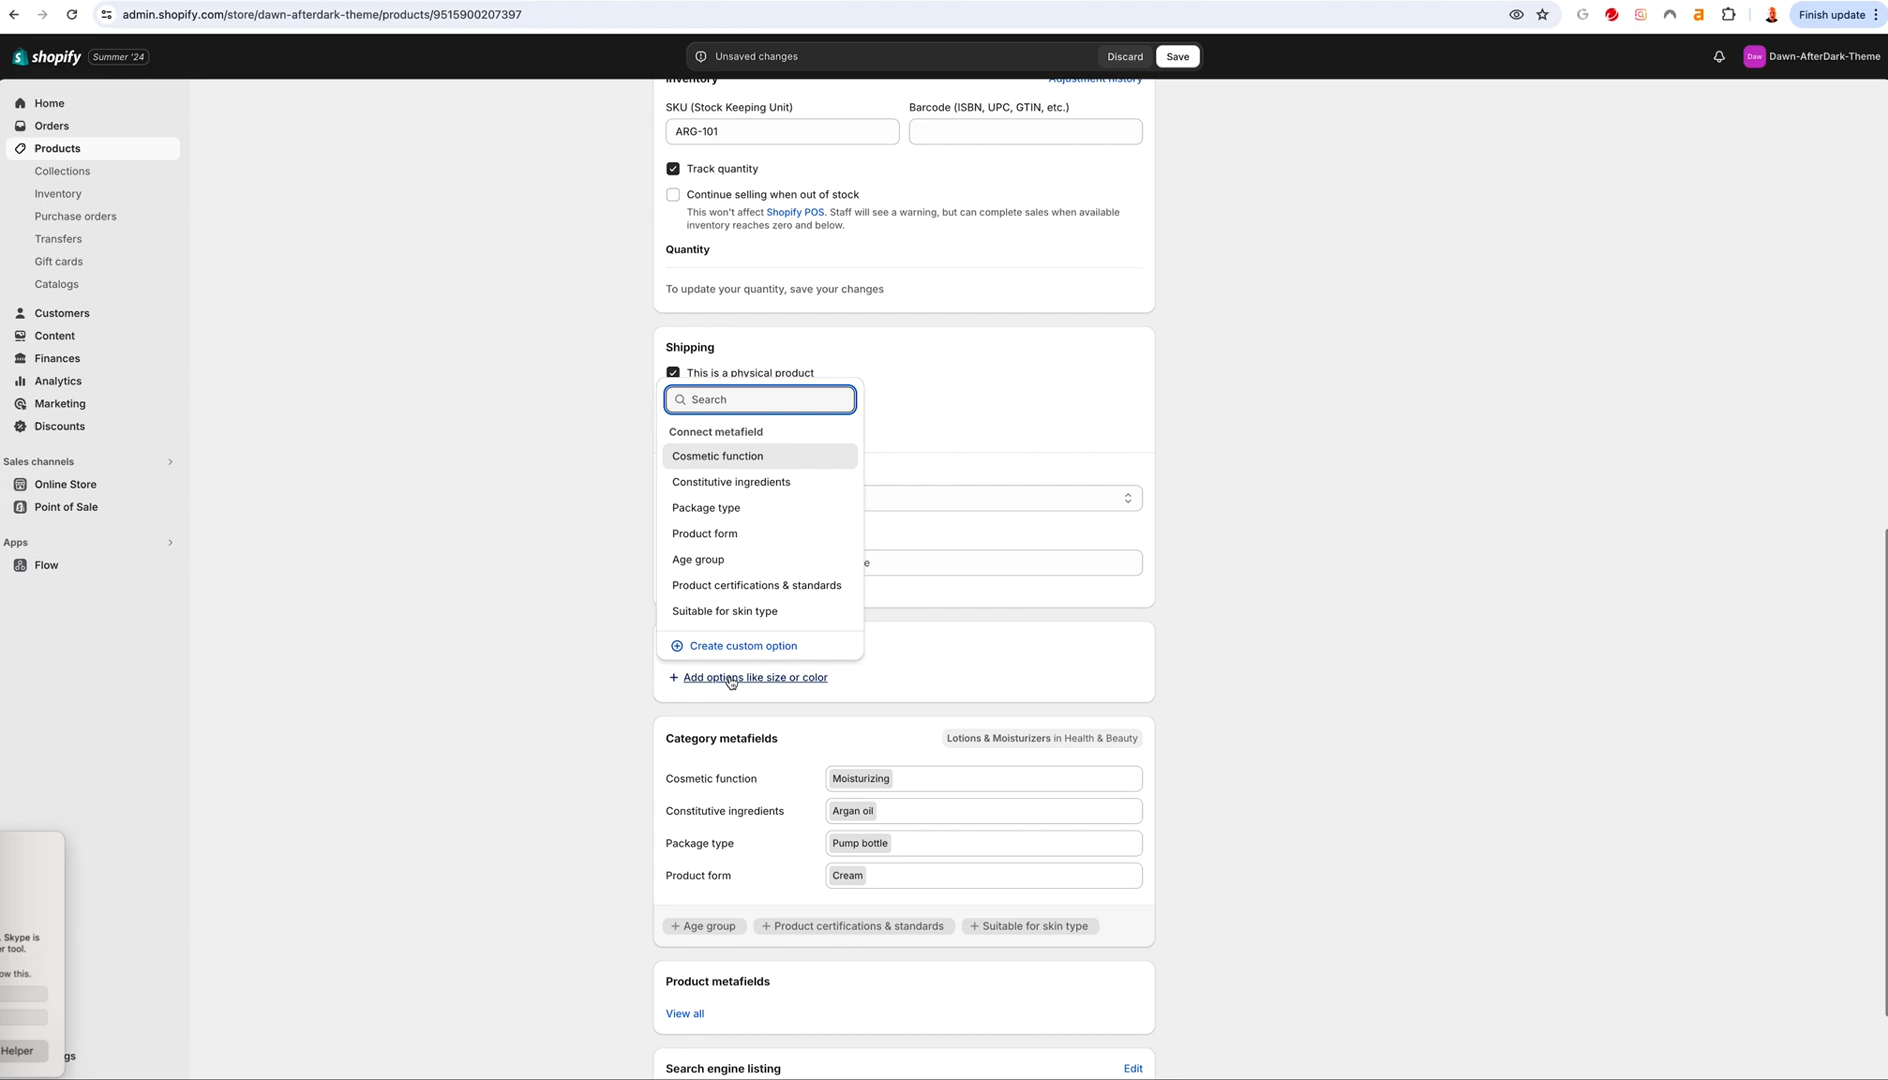 admin.shopify.com/store/dawn-afterdark-theme/products/9515900207397
Finish update
shopify
Summer '24
Unsaved changes
Discard
Save
Daw
Dawn-AfterDark-Theme
Home
Orders
Products
Collections
Inventory
Purchase orders
Transfers
Gift cards
Catalogs
Customers
Content
Finances
Analytics
Marketing
Discounts
Sales channels
Online Store
Point of Sale
Apps
Flow
. Skype is
er tool.
ow this.
Helper
gs
Inventory
Adjustment history
SKU (Stock Keeping Unit)
Barcode (ISBN, UPC, GTIN, etc.)
ARG-101
Track quantity
Continue selling when out of stock
This won't affect Shopify POS. Staff will see a warning, but can complete sales when available
inventory reaches zero and below.
Quantity
To update your quantity, save your changes
Shipping
This is a physical product
Search
Connect metafield
Cosmetic function
Constitutive ingredients
Package type
Product form
Age group
Product certifications & standards
Suitable for skin type
Create custom option
e
+ Add options like size or color
Category metafields
Lotions & Moisturizers in Health & Beauty
Cosmetic function
Moisturizing
Constitutive ingredients
Argan oil
Package type
Pump bottle
Product form
Cream
+ Age group
+ Product certifications & standards
+ Suitable for skin type
Product metafields
View all
Search engine listing
Edit